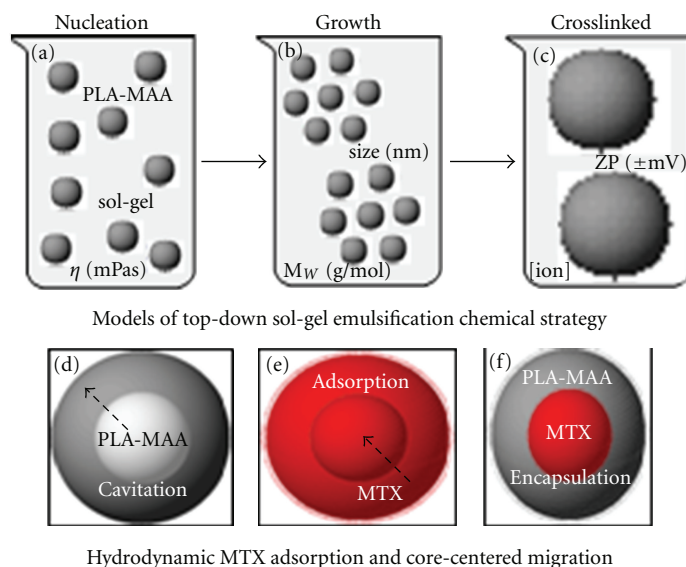 Nucleation
Growth
Crosslinked
(a)
PLA-MAA
sol-gel
η (mPas)
(b)
size (nm)
MW (g/mol)
(c)
ZP (±mV)
[ion]
Models of top-down sol-gel emulsification chemical strategy
(d)
PLA-MAA
Cavitation
(e)
Adsorption
MTX
(f)
PLA-MAA
MTX
Encapsulation
Hydrodynamic MTX adsorption and core-centered migration